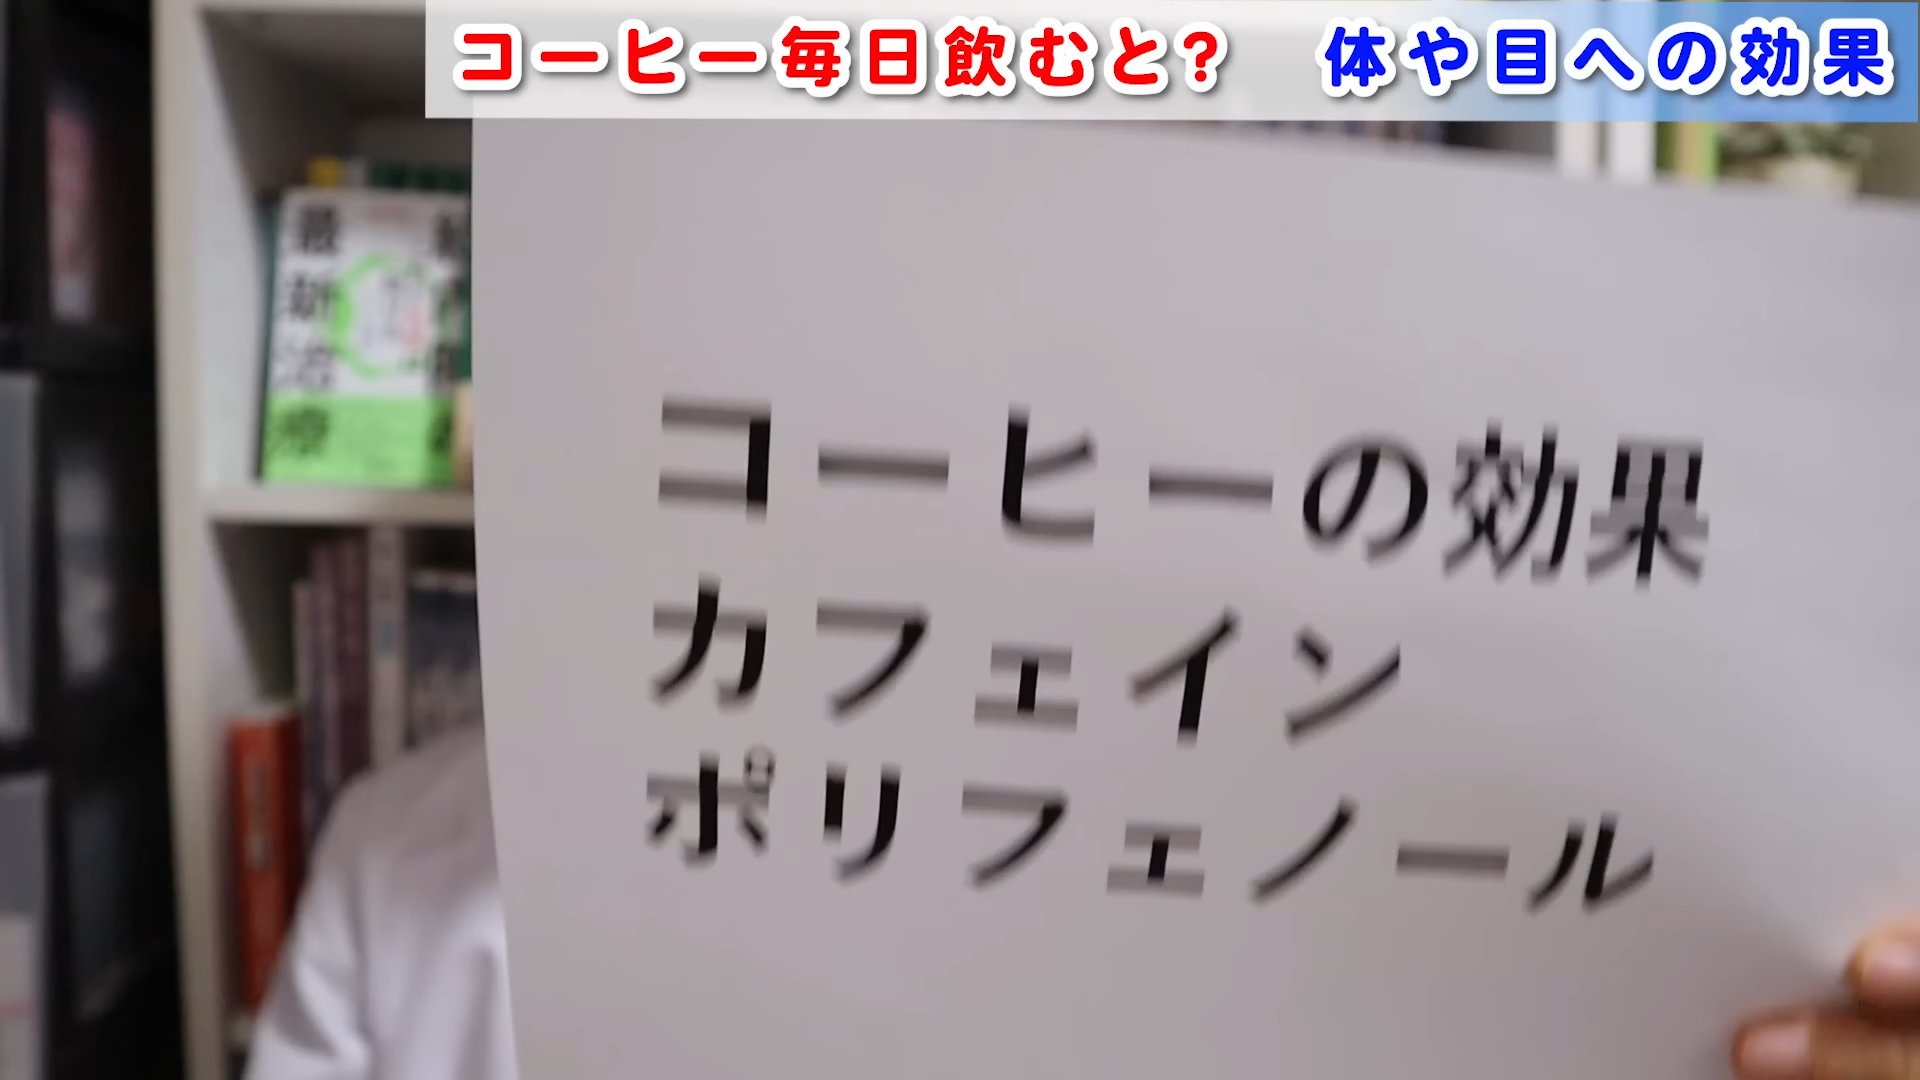 コーヒー毎日飲むと? 体や目への効果
最新治療
コーヒーの効果
カフェイン
ポリフェノール